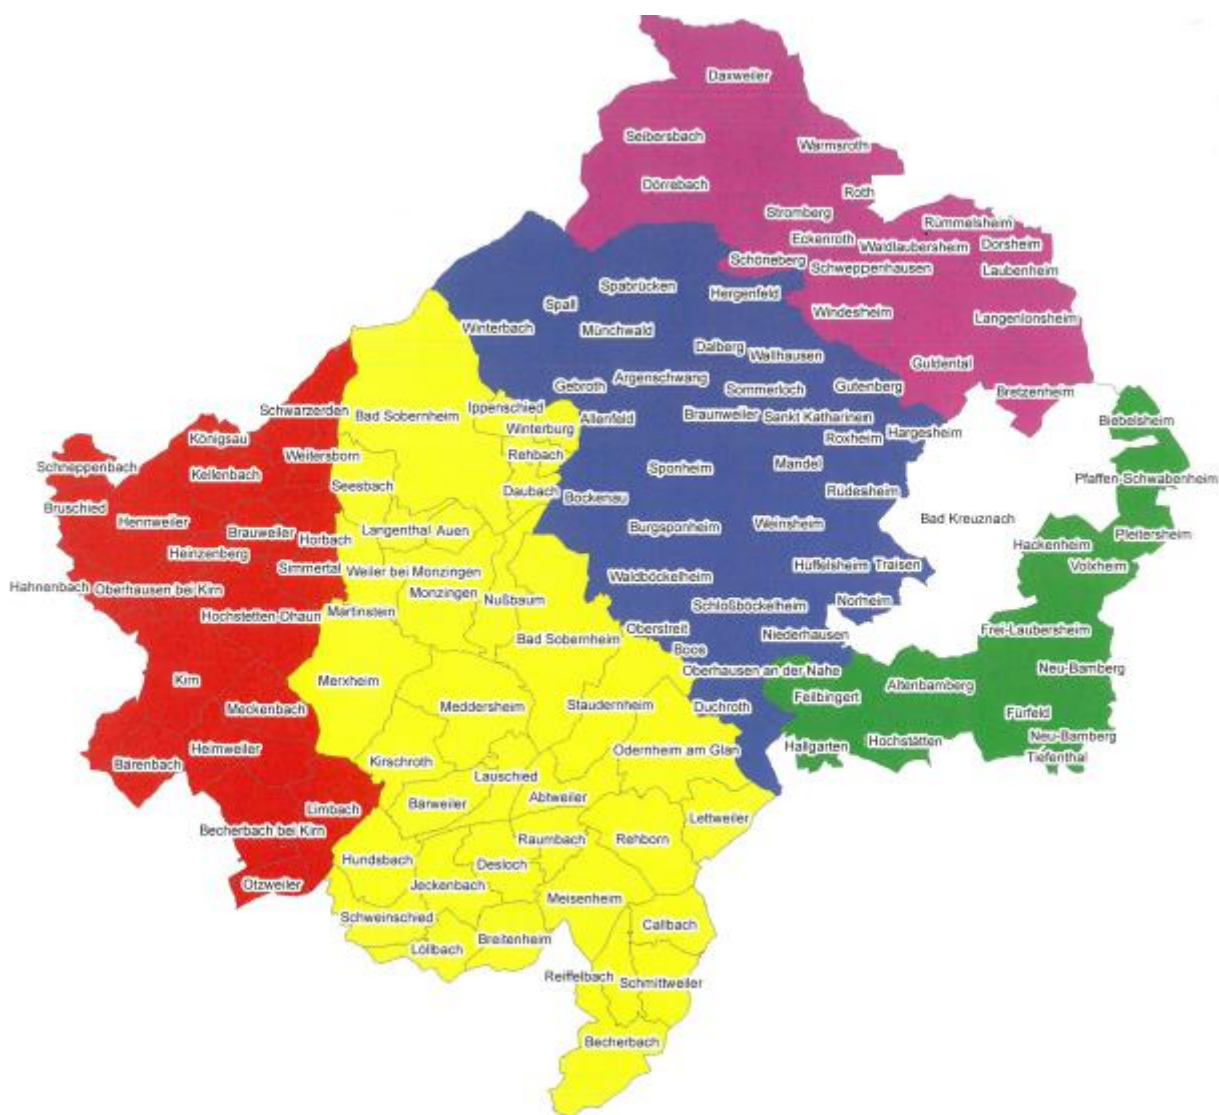 Daxweiler
Seibersbach
Warmsroth
Dörrebach
Roth
Stromberg
Rümmelsheim
Eckenroth
Waldlaubersheim
Dorsheim
Schöneberg
Schweppenhausen
Laubenheim
Spabrücken
Hergenfeld
Spall
Windesheim
Langenlonsheim
Winterbach
Münchwald
Dalberg
Wallhausen
Guldental
Argenschwang
Gebroth
Sommerloch
Gutenberg
Bretzenheim
Schwarzerden
Bad Sobernheim
Ippenschied
Allenfeld
Braunweiler
Sankt Katharinen
Biebelsheim
Winterburg
Königsau
Roxheim
Hargesheim
Weitersborn
Rehbach
Schneppenbach
Kellenbach
Sponheim
Mandel
Pfaffen-Schwabenheim
Seesbach
Daubach
Bockenau
Rüdesheim
Bruschied
Hennweiler
Brauweiler
Horbach
Langenthal
Auen
Burgsponheim
Weinsheim
Bad Kreuznach
Pleitersheim
Heinzenberg
Hackenheim
Simmertal
Weiler bei Monzingen
Hüffelsheim
Traisen
Volxheim
Hahnenbach
Oberhausen bei Kirn
Monzingen
Nußbaum
Waldböckelheim
Hochstetten-Dhaun
Martinstein
Schloßböckelheim
Norheim
Oberstreit
Bad Sobernheim
Niederhausen
Frei-Laubersheim
Boos
Kirn
Merxheim
Oberhausen an der Nahe
Neu-Bamberg
Altenbamberg
Feilbingert
Meckenbach
Meddersheim
Staudernheim
Duchroth
Fürfeld
Heimweiler
Odernheim am Glan
Hallgarten
Hochstätten
Neu-Bamberg
Tiefenthal
Bärenbach
Kirschroth
Lauschied
Bärweiler
Abtweiler
Limbach
Lettweiler
Becherbach bei Kirn
Raumbach
Rehborn
Hundsbach
Desloch
Otzweiler
Jeckenbach
Meisenheim
Schweinschied
Callbach
Löllbach
Breitenheim
Reiffelbach
Schmittweiler
Becherbach